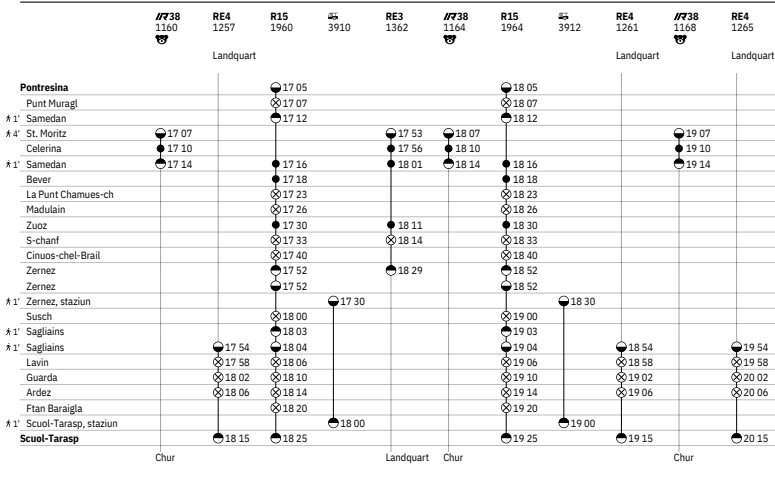 R38 RE4 R15 RE3 R38 R15 RE4 R38 RE4
1160 1257 1960 3910 1362 1164 1964 3912 1261 1168 1265
Landquart Landquart Landquart
Pontresina 17 05 18 05
Punt Muragl 17 07 18 07
1' Samedan 17 12 18 12
4' St. Moritz 17 07 17 53 18 07 19 07
Celerina 17 10 17 56 18 10 19 10
1' Samedan 17 14 17 16 18 01 18 14 18 16 19 14
Bever 17 18 18 18
La Punt Chamues-ch 17 23 18 23
Madulain 17 26 18 26
Zuoz 17 30 18 11 18 30
S-chanf 17 33 18 14 18 33
Cinuos-chel-Brail 17 40 18 40
Zernez 17 52 18 29 18 52
Zernez 17 52 18 52
1' Zernez, staziun 17 30 18 30
Susch 18 00 19 00
1' Sagliains 18 03 19 03
1' Sagliains 17 54 18 04 19 04 18 54 19 54
Lavin 17 58 18 06 19 06 18 58 19 58
Guarda 18 02 18 10 19 10 19 02 20 02
Ardez 18 06 18 14 19 14 19 06 20 06
Ftan Baraigla 18 20 19 20
1' Scuol-Tarasp, staziun 18 00 19 00
Scuol-Tarasp 18 15 18 25 19 25 19 15 20 15
Chur Landquart Chur Chur